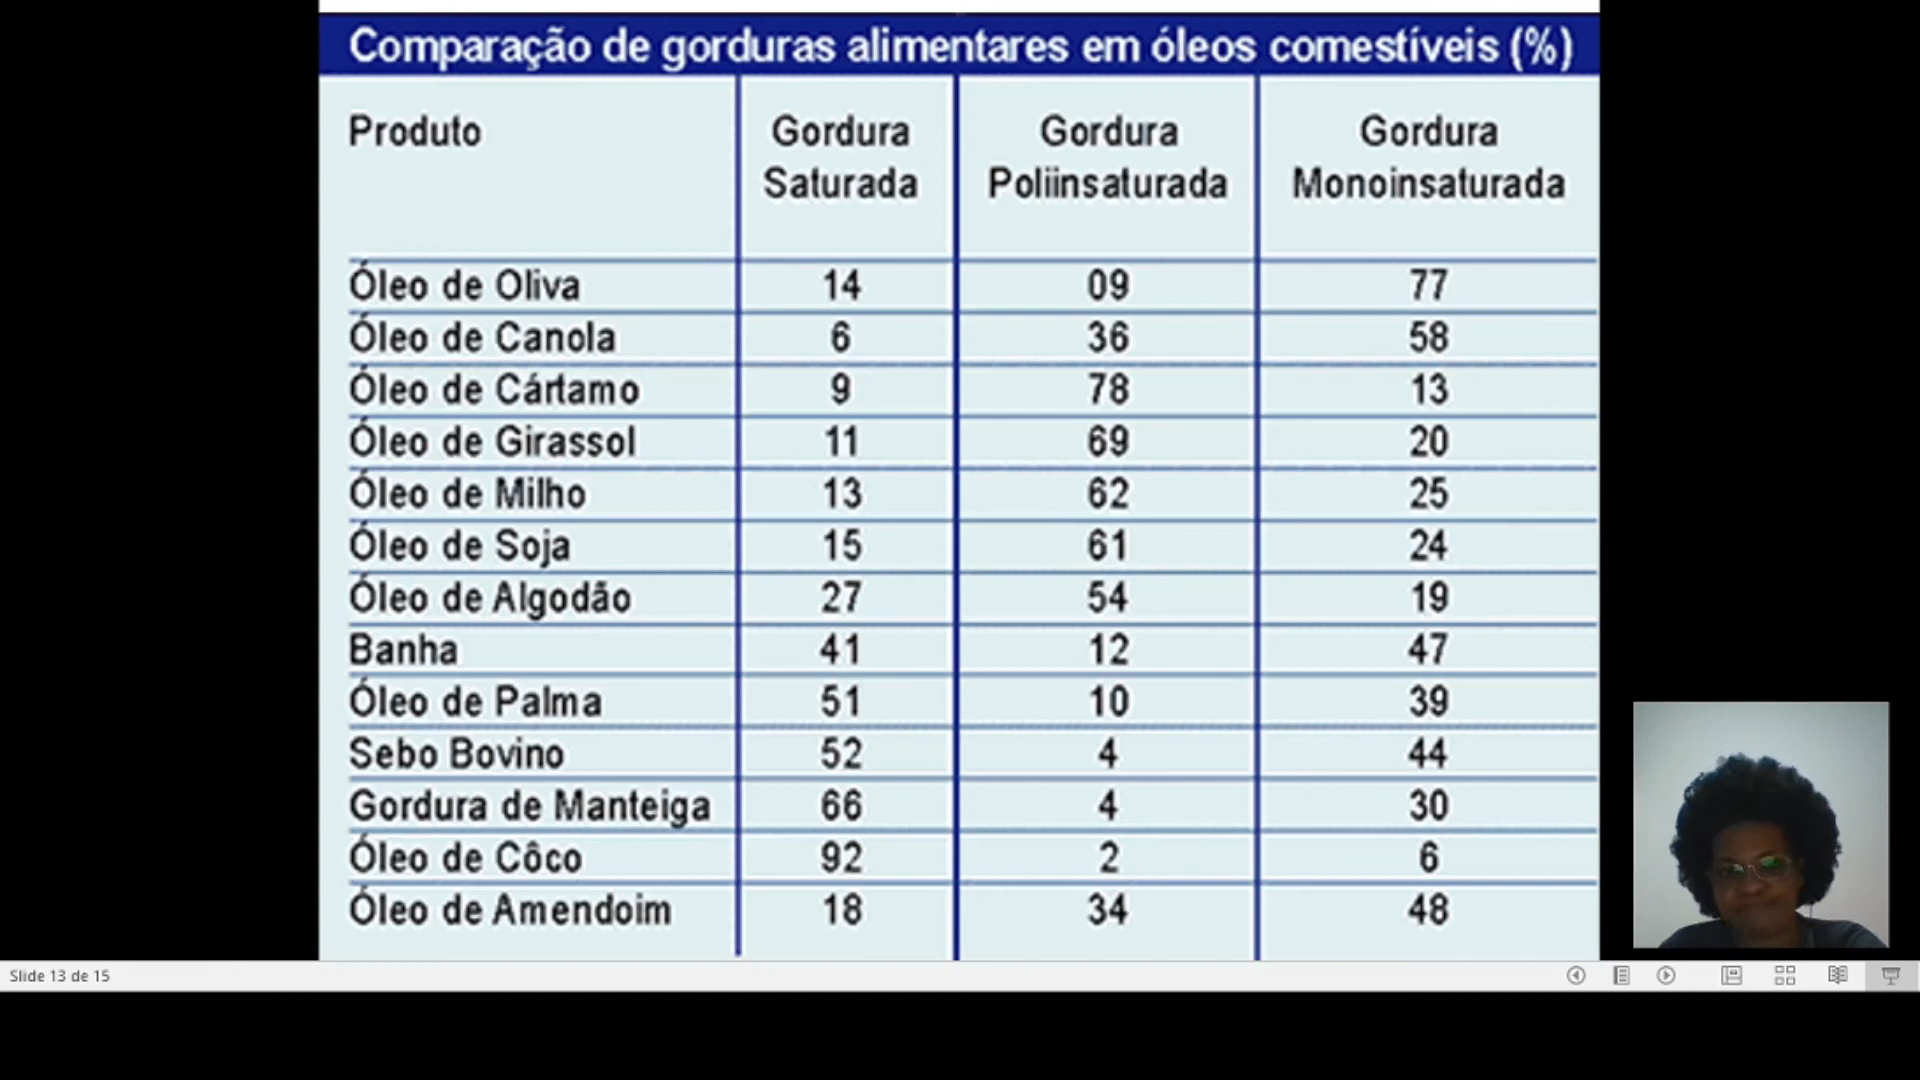 Comparação de gorduras alimentares em óleos comestíveis (%)
Produto Gordura Saturada Gordura Poliinsaturada Gordura Monoinsaturada
Óleo de Oliva 14 09 77
Óleo de Canola 6 36 58
Óleo de Cártamo 9 78 13
Óleo de Girassol 11 69 20
Óleo de Milho 13 62 25
Óleo de Soja 15 61 24
Óleo de Algodão 27 54 19
Banha 41 12 47
Óleo de Palma 51 10 39
Sebo Bovino 52 4 44
Gordura de Manteiga 66 4 30
Óleo de Côco 92 2 6
Óleo de Amendoim 18 34 48
Slide 13 de 15